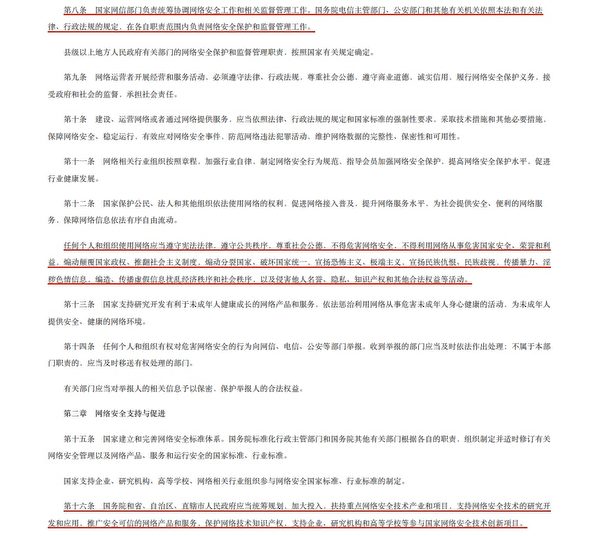 第八条　国家网信部门负责统筹协调网络安全工作和相关监督管理工作。国务院电信主管部门、公安部门和其他有关机关依照本法和有关法
律、行政法规的规定，在各自职责范围内负责网络安全保护和监督管理工作。
县级以上地方人民政府有关部门的网络安全保护和监督管理职责，按照国家有关规定确定。
第九条　网络运营者开展经营和服务活动，必须遵守法律、行政法规，尊重社会公德，遵守商业道德，诚实信用，履行网络安全保护义务，接
受政府和社会的监督，承担社会责任。
第十条　建设、运营网络或者通过网络提供服务，应当依照法律、行政法规的规定和国家标准的强制性要求，采取技术措施和其他必要措施，
保障网络安全、稳定运行，有效应对网络安全事件，防范网络违法犯罪活动，维护网络数据的完整性、保密性和可用性。
第十一条　网络相关行业组织按照章程，加强行业自律，制定网络安全行为规范，指导会员加强网络安全保护，提高网络安全保护水平，促进
行业健康发展。
第十二条　国家保护公民、法人和其他组织依法使用网络的权利，促进网络接入普及，提升网络服务水平，为社会提供安全、便利的网络服
务，保障网络信息依法有序自由流动。
任何个人和组织使用网络应当遵守宪法法律，遵守公共秩序，尊重社会公德，不得危害网络安全，不得利用网络从事危害国家安全、荣誉和利
益，煽动颠覆国家政权、推翻社会主义制度，煽动分裂国家、破坏国家统一，宣扬恐怖主义、极端主义，宣扬民族仇恨、民族歧视，传播暴力、淫
秽色情信息，编造、传播虚假信息扰乱经济秩序和社会秩序，以及侵害他人名誉、隐私、知识产权和其他合法权益等活动。
第十三条　国家支持研究开发有利于未成年人健康成长的网络产品和服务，依法惩治利用网络从事危害未成年人身心健康的活动，为未成年人
提供安全、健康的网络环境。
第十四条　任何个人和组织有权对危害网络安全的行为向网信、电信、公安等部门举报。收到举报的部门应当及时依法作出处理；不属于本部
门职责的，应当及时移送有权处理的部门。
有关部门应当对举报人的相关信息予以保密，保护举报人的合法权益。
第二章　网络安全支持与促进
第十五条　国家建立和完善网络安全标准体系。国务院标准化行政主管部门和国务院其他有关部门根据各自的职责，组织制定并适时修订有关
网络安全管理以及网络产品、服务和运行安全的国家标准、行业标准。
国家支持企业、研究机构、高等学校、网络相关行业组织参与网络安全国家标准、行业标准的制定。
第十六条　国务院和省、自治区、直辖市人民政府应当统筹规划，加大投入，扶持重点网络安全技术产业和项目，支持网络安全技术的研究开
发和应用，推广安全可信的网络产品和服务，保护网络技术知识产权，支持企业、研究机构和高等学校等参与国家网络安全技术创新项目。